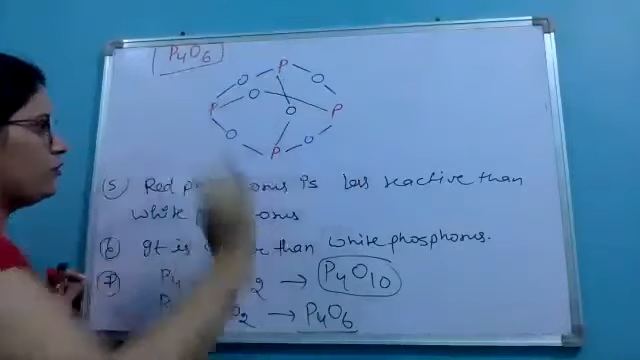 P4O6
P
O
O
O
P
O
P
O
O
P
(5) Red phosphorus is less reactive than
white phosphorus
(6) It is than white phosphorus.
(7) P4 2 → P4O10
P O2 → P4O6